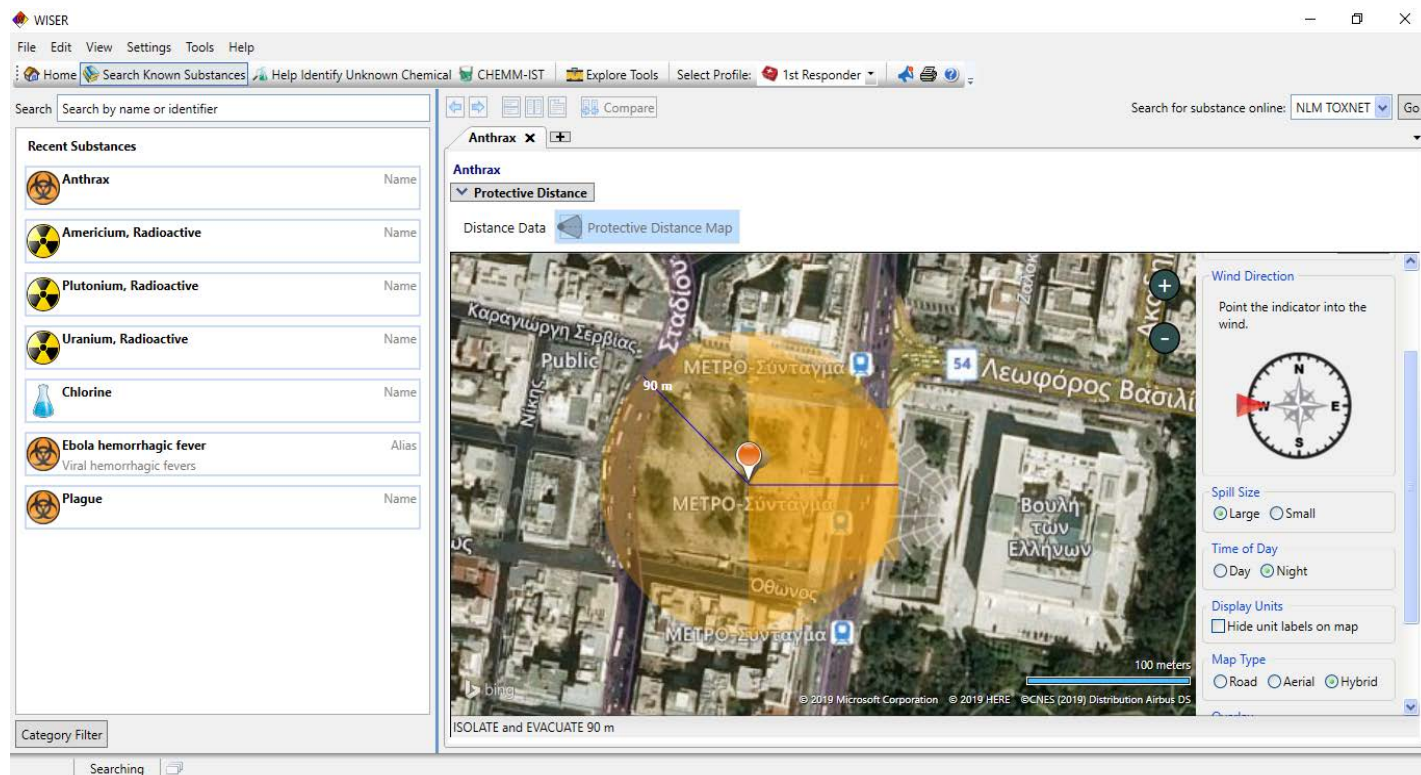 WISER
File Edit View Settings Tools Help
Home Search Known Substances Help Identify Unknown Chemical CHEMM-IST Explore Tools Select Profile: 1st Responder
Search Search by name or identifier
Compare
Search for substance online: NLM TOXNET Go
Recent Substances
Anthrax Name
Americium, Radioactive Name
Plutonium, Radioactive Name
Uranium, Radioactive Name
Chlorine Name
Ebola hemorrhagic fever Alias
Viral hemorrhagic fevers
Plague Name
Category Filter
Searching
Anthrax
Anthrax
Protective Distance
Distance Data Protective Distance Map
Σταδίου
Καραγιώργη Σερβίας
Public
Νίκης
90 m
ΜΕΤΡΟ-Σύνταγμα
54 Λεωφόρος Βασιλί
ΜΕΤΡΟ-Σύνταγμα
Βουλή
των
Ελλήνων
υς
Όθωνος
ΜΕΤΡΟ-Σύνταγμα
100 meters
bing
© 2019 Microsoft Corporation © 2019 HERE ©CNES (2019) Distribution Airbus DS
ISOLATE and EVACUATE 90 m
+
-
Wind Direction
Point the indicator into the
wind.
N
W E
S
Spill Size
Large Small
Time of Day
Day Night
Display Units
Hide unit labels on map
Map Type
Road Aerial Hybrid